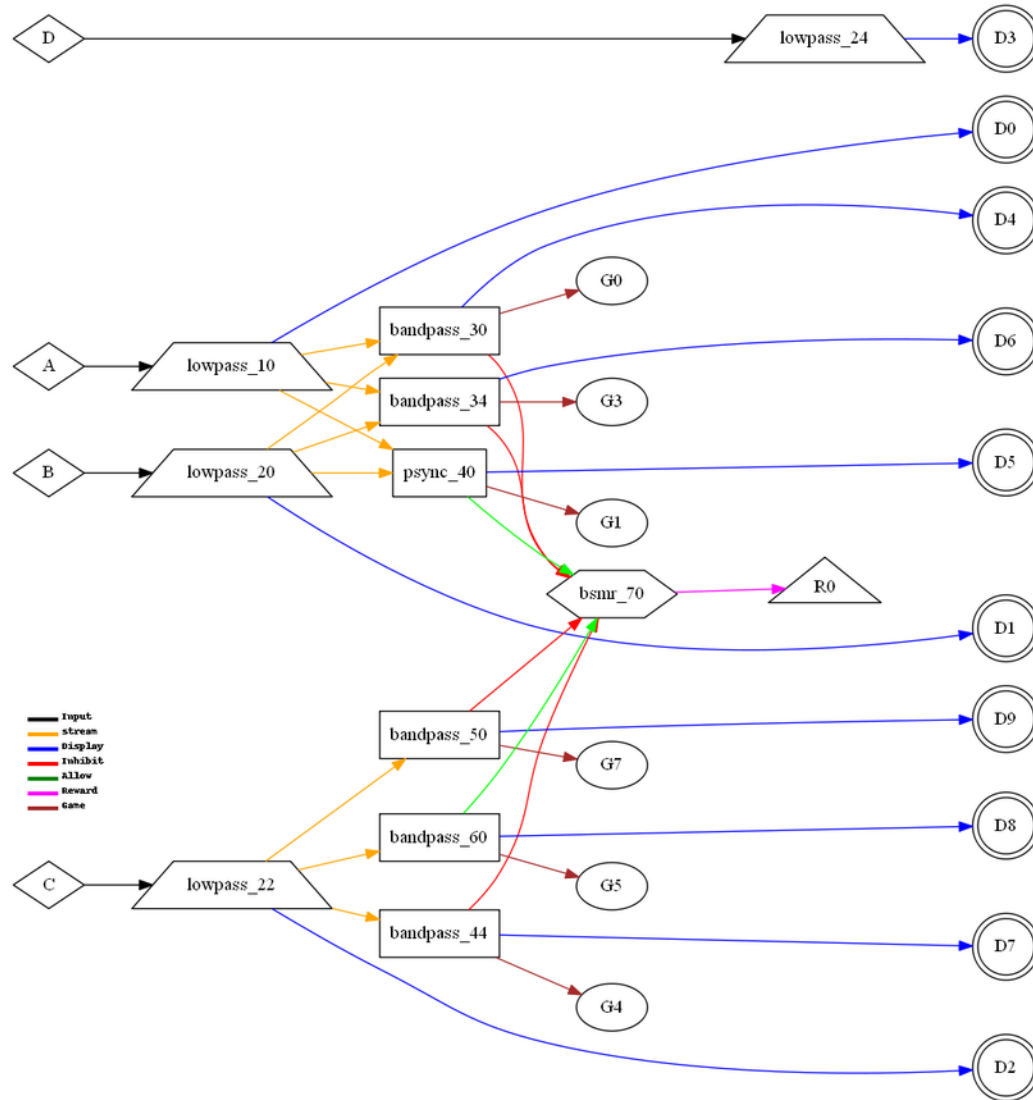 D
lowpass_24
D3
D0
D4
G0
bandpass_30
D6
A
lowpass_10
bandpass_34
G3
B
lowpass_20
psync_40
D5
G1
bsmr_70
R0
D1
Input
stream
Display
Inhibit
Allow
Reward
Game
bandpass_50
D9
G7
bandpass_60
D8
C
lowpass_22
G5
bandpass_44
D7
G4
D2